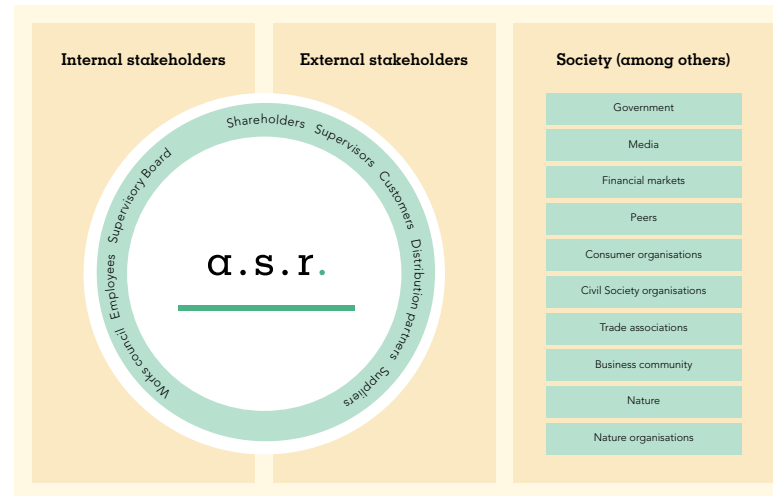 Internal stakeholders
External stakeholders
Society (among others)
Works council
Employees
Supervisory Board
Shareholders
Supervisors
Customers
Distribution partners
Suppliers
a.s.r.
Government
Media
Financial markets
Peers
Consumer organisations
Civil Society organisations
Trade associations
Business community
Nature
Nature organisations